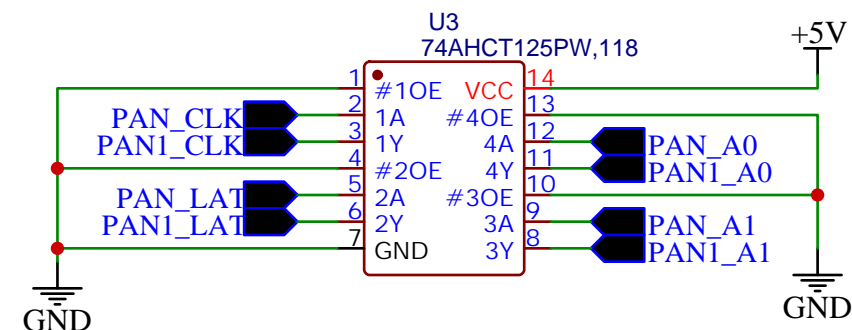 U3
74AHCT125PW,118
+5V
1 #1OE VCC 14
PAN_CLK 2 1A #4OE 13
PAN1_CLK 3 1Y 4A 12 PAN_A0
4 #2OE 4Y 11 PAN1_A0
PAN_LAT 5 2A #3OE 10
PAN1_LAT 6 2Y 3A 9 PAN_A1
7 GND 3Y 8 PAN1_A1
GND GND